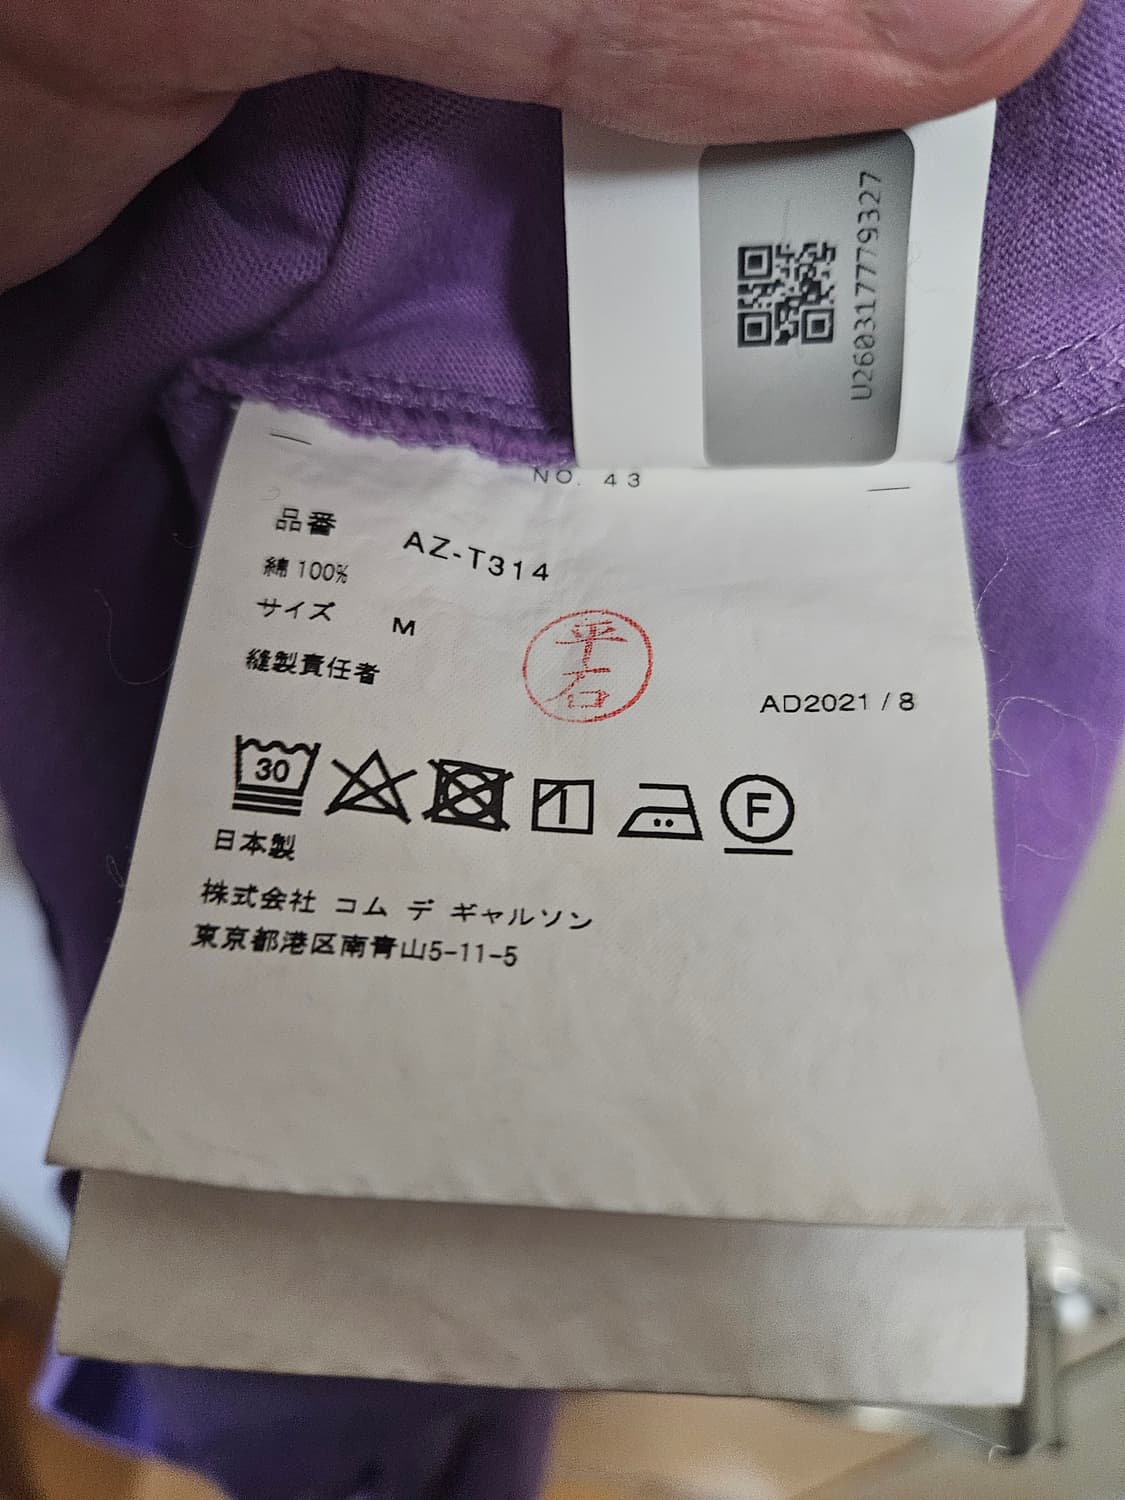 U260317779327
NO. 43
品番 AZ-T314
綿 100%
サイズ M
縫製責任者
平石
AD2021 / 8
30
F
日本製
株式会社 コム デ ギャルソン
東京都港区南青山5-11-5